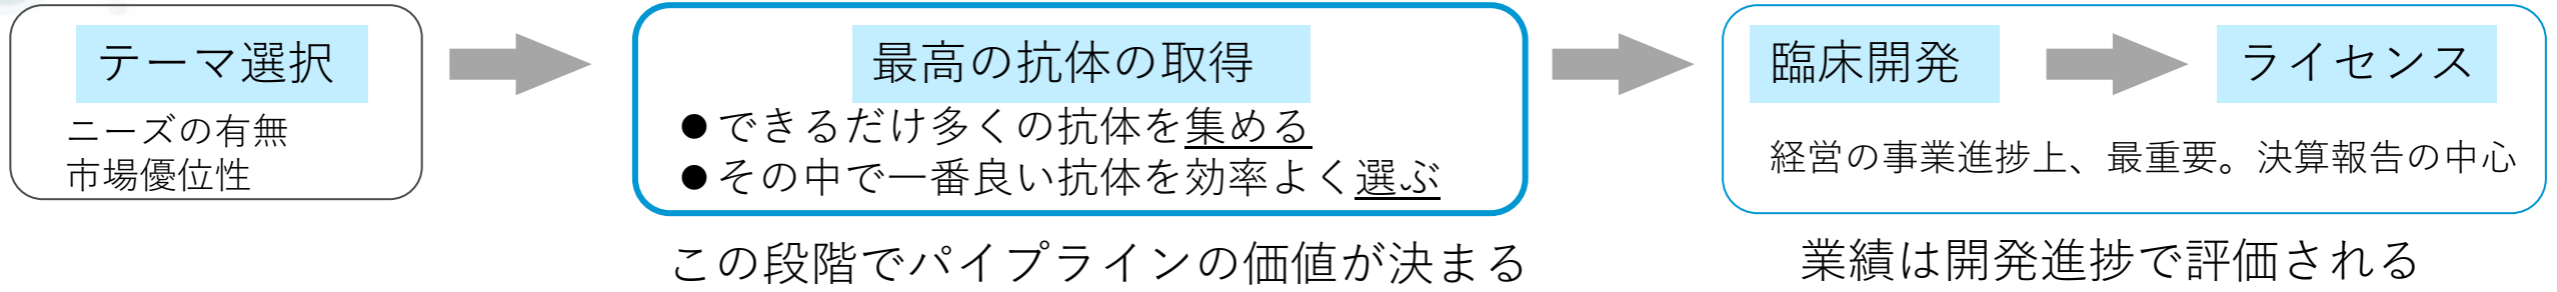 テーマ選択
ニーズの有無
市場優位性
最高の抗体の取得
●できるだけ多くの抗体を集める
●その中で一番良い抗体を効率よく選ぶ
この段階でパイプラインの価値が決まる
臨床開発
ライセンス
経営の事業進捗上、最重要。決算報告の中心
業績は開発進捗で評価される